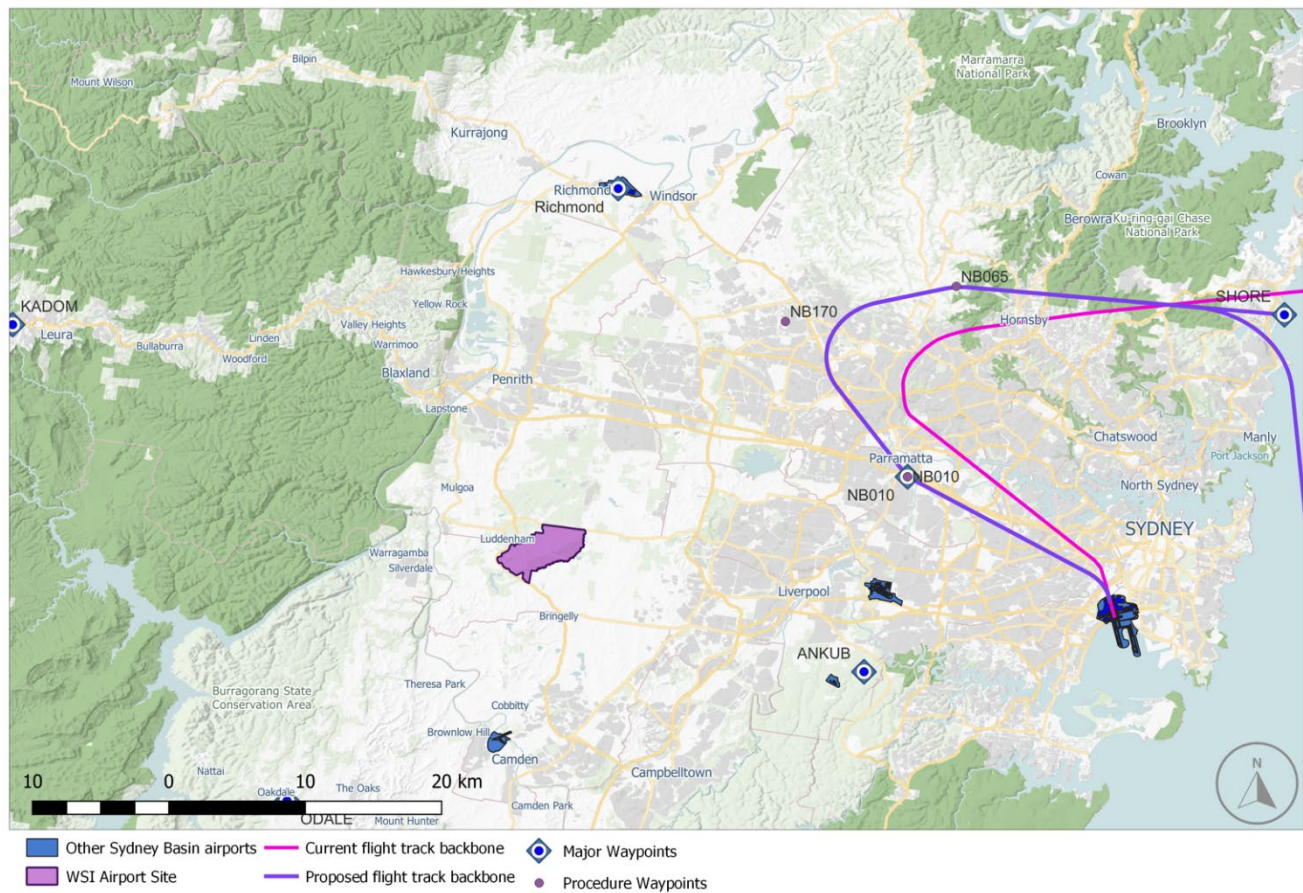 Marramarra
National Park
Bilpin
Mount Wilson
Brooklyn
Kurrajong
Cowan
Richmond
Windsor
Richmond
Berowra
Ku-ring-gai Chase
National Park
Hawkesbury Heights
NB065
KADOM
Yellow Rock
SHORE
NB170
Hornsby
Leura
Linden
Valley Heights
Bullaburra
Warrimoo
Woodford
Blaxland
Penrith
Lapstone
Chatswood
Manly
Parramatta
Port Jackson
NB010
Mulgoa
North Sydney
NB010
SYDNEY
Luddenham
Warragamba
Silverdale
Liverpool
Bringelly
ANKUB
Theresa Park
Burragorang State
Conservation Area
Cobbitty
Brownlow Hill
N
Camden
Nattai
Campbelltown
10 0 10 20 km
Oakdale
The Oaks
Camden Park
ODALE
Mount Hunter
Other Sydney Basin airports
Current flight track backbone
Major Waypoints
WSI Airport Site
Proposed flight track backbone
Procedure Waypoints